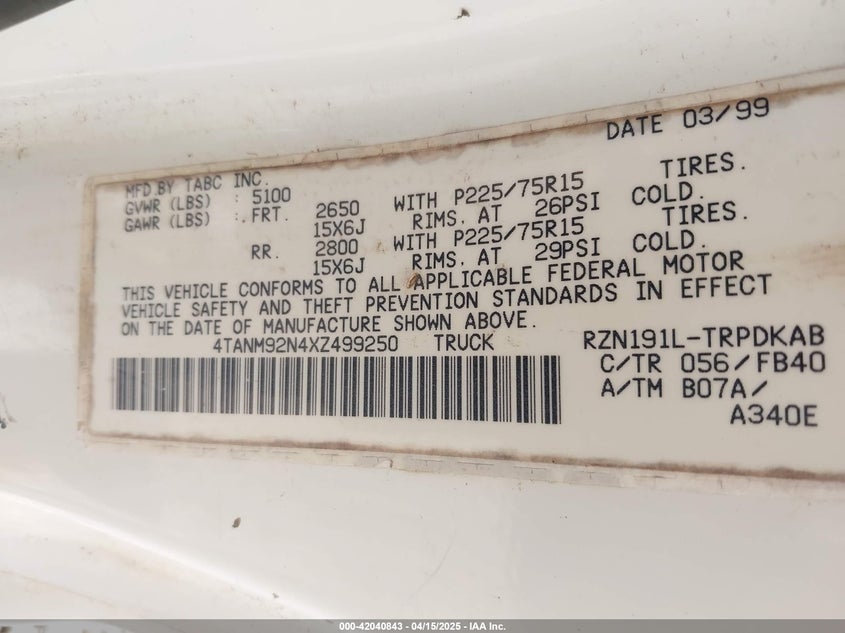 DATE 03/99
MFD.BY TABC INC.
GVWR (LBS) : 5100
GAWR (LBS) :.FRT. 2650 WITH P225/75R15 TIRES.
15X6J RIMS. AT 26PSI COLD.
RR. 2800 WITH P225/75R15 TIRES.
15X6J RIMS. AT 29PSI COLD.
THIS VEHICLE CONFORMS TO ALL APPLICABLE FEDERAL MOTOR
VEHICLE SAFETY AND THEFT PREVENTION STANDARDS IN EFFECT
ON THE DATE OF MANUFACTURE SHOWN ABOVE.
4TANM92N4XZ499250 TRUCK RZN191L-TRPDKAB
C/TR 056/FB40
A/TM B07A/
A340E
000-42040843 - 04/15/2025 - IAA Inc.